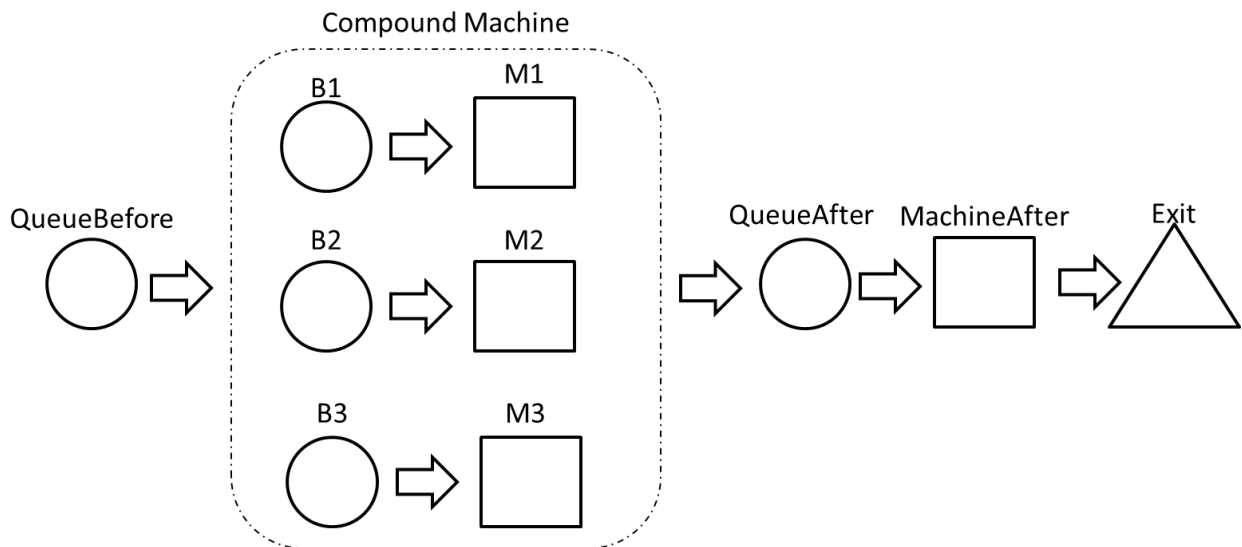 Compound Machine
B1
M1
QueueBefore
B2
M2
QueueAfter
MachineAfter
Exit
B3
M3